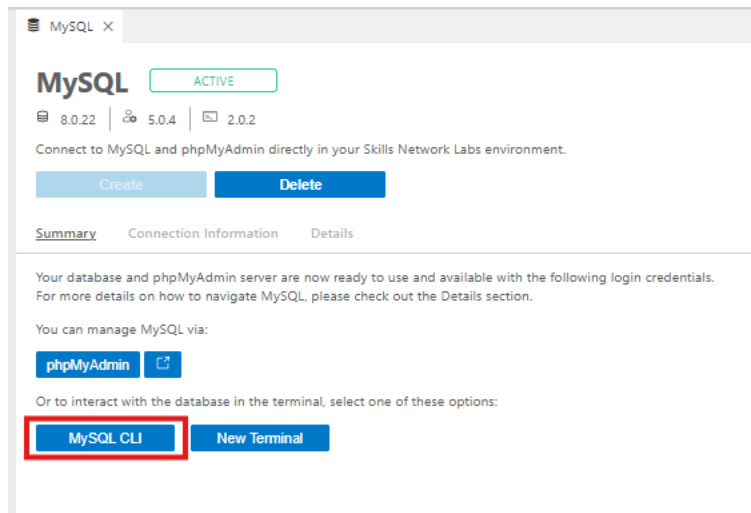 MySQL
MySQL ACTIVE
8.0.22 5.0.4 2.0.2
Connect to MySQL and phpMyAdmin directly in your Skills Network Labs environment.
Create Delete
Summary Connection Information Details
Your database and phpMyAdmin server are now ready to use and available with the following login credentials.
For more details on how to navigate MySQL, please check out the Details section.
You can manage MySQL via:
phpMyAdmin
Or to interact with the database in the terminal, select one of these options:
MySQL CLI New Terminal